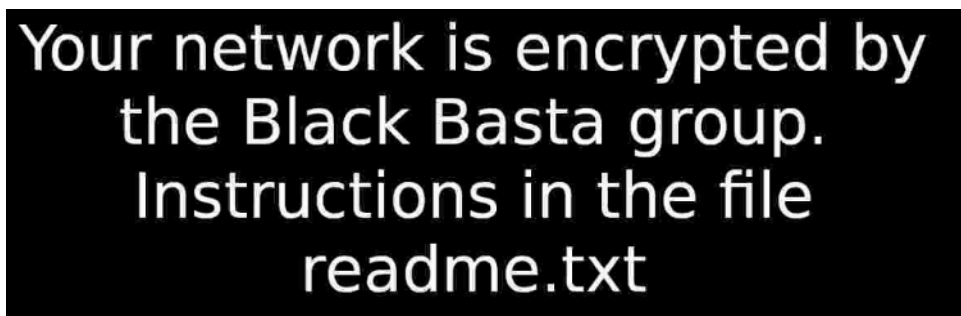 Your network is encrypted by
the Black Basta group.
Instructions in the file
readme.txt